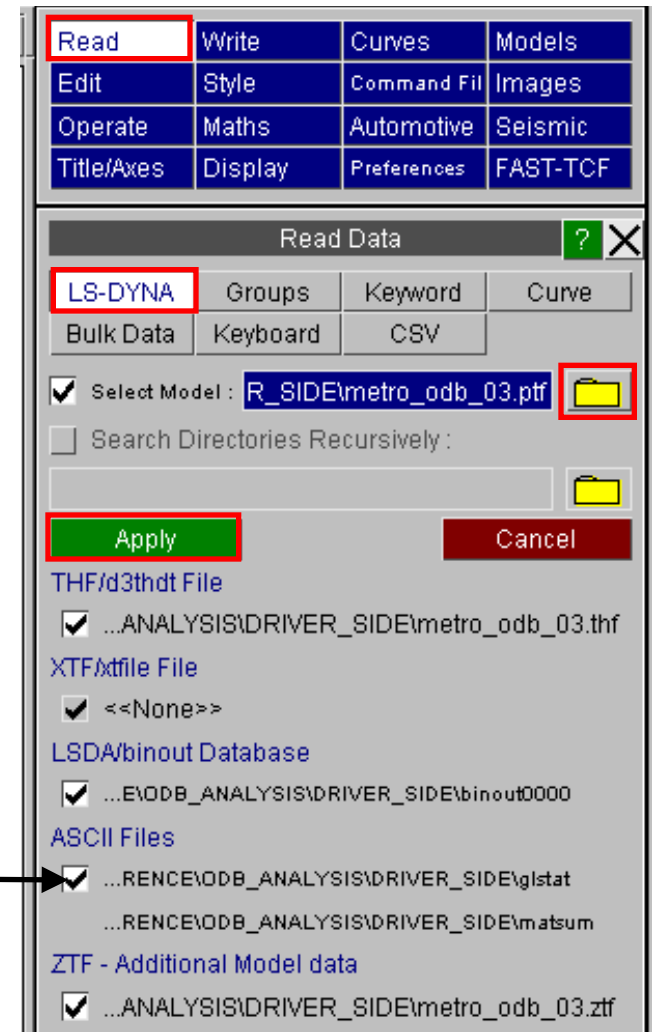 Read Write Curves Models
Edit Style Command Fil Images
Operate Maths Automotive Seismic
Title/Axes Display Preferences FAST-TCF
Read Data ? X
LS-DYNA Groups Keyword Curve
Bulk Data Keyboard CSV
Select Model : R_SIDE\metro_odb_03.ptf
Search Directories Recursively :
Apply Cancel
THF/d3thdt File
...ANALYSIS\DRIVER_SIDE\metro_odb_03.thf
XTF/xtfile File
<<None>>
LSDA/binout Database
...E\ODB_ANALYSIS\DRIVER_SIDE\binout0000
ASCII Files
...RENCE\ODB_ANALYSIS\DRIVER_SIDE\glstat
...RENCE\ODB_ANALYSIS\DRIVER_SIDE\matsum
ZTF - Additional Model data
...ANALYSIS\DRIVER_SIDE\metro_odb_03.ztf